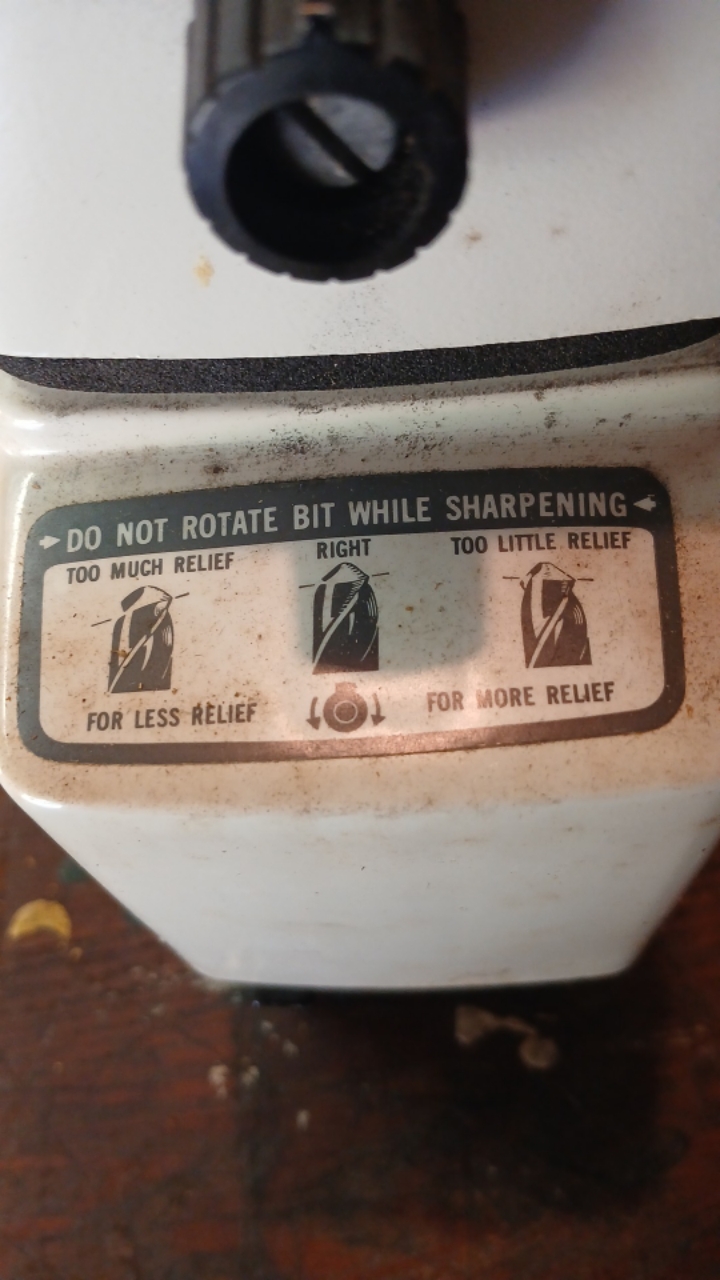 DO NOT ROTATE BIT WHILE SHARPENING
TOO MUCH RELIEF RIGHT TOO LITTLE RELIEF
FOR LESS RELIEF FOR MORE RELIEF